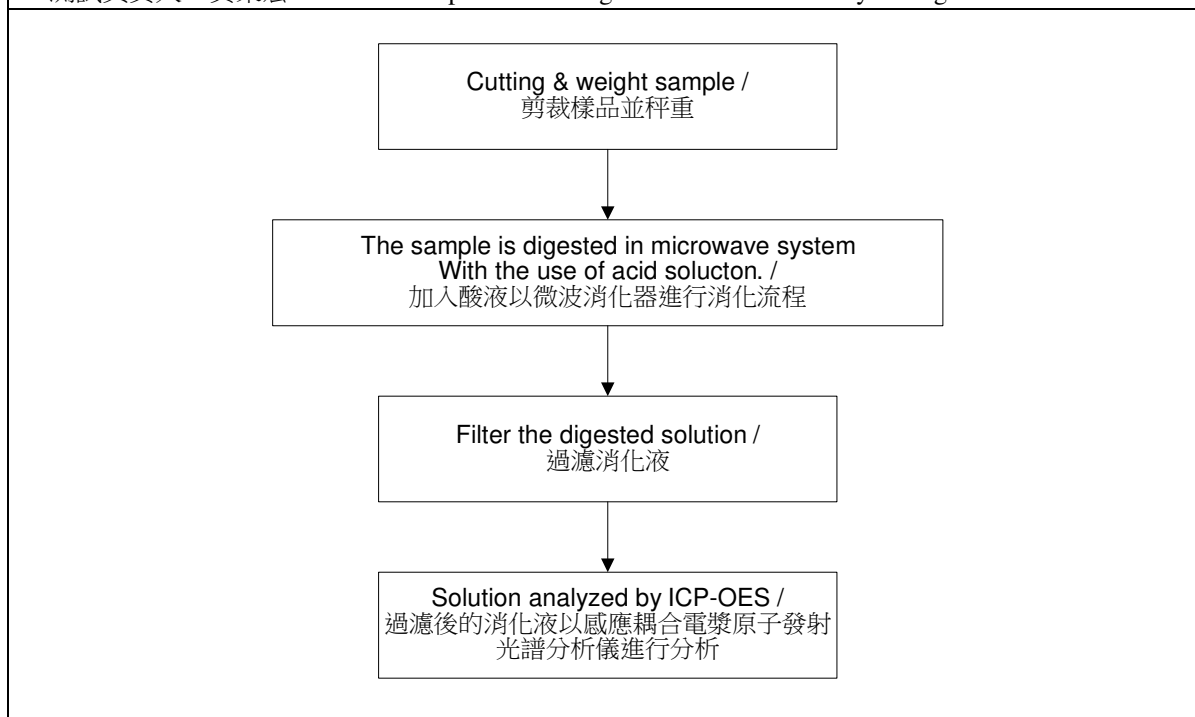 Cutting & weight sample /
剪裁樣品並秤重
The sample is digested in microwave system
With the use of acid soluction. /
加入酸液以微波消化器進行消化流程
Filter the digested solution /
過濾消化液
Solution analyzed by ICP-OES /
過濾後的消化液以感應耦合電漿原子發射
光譜分析儀進行分析